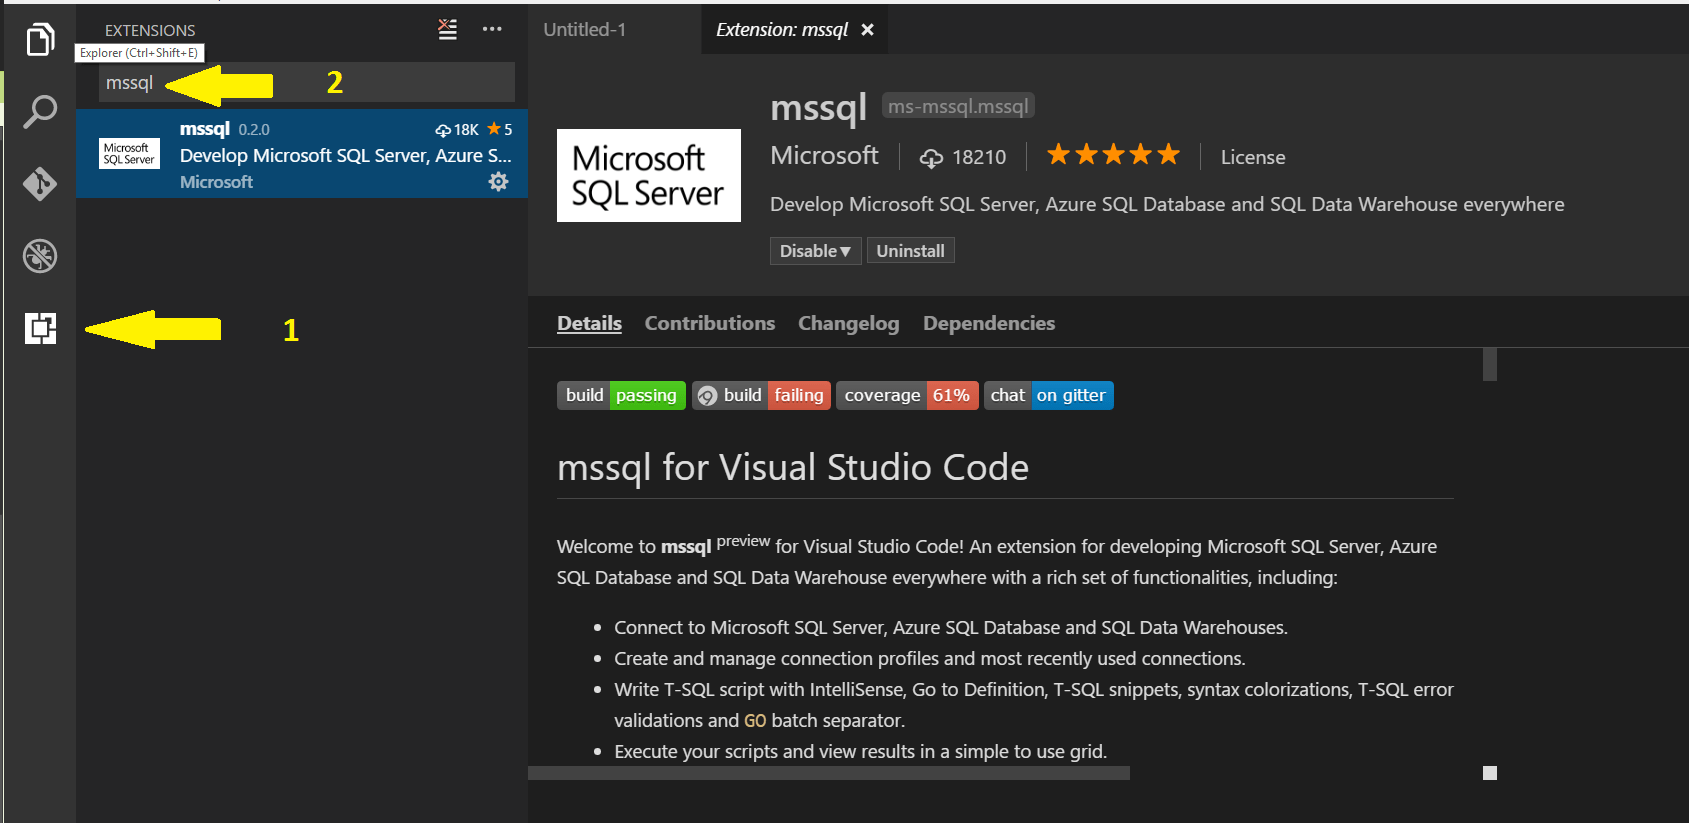 EXTENSIONS
Explorer (Ctrl+Shift+E)
mssql
2
mssql 0.2.0 18K 5
Microsoft
SQL Server
Develop Microsoft SQL Server, Azure S...
Microsoft
1
Untitled-1
Extension: mssql
Microsoft
SQL Server
mssql ms-mssql.mssql
Microsoft 18210 License
Develop Microsoft SQL Server, Azure SQL Database and SQL Data Warehouse everywhere
Disable▼ Uninstall
Details Contributions Changelog Dependencies
build passing build failing coverage 61% chat on gitter
mssql for Visual Studio Code
Welcome to mssql preview for Visual Studio Code! An extension for developing Microsoft SQL Server, Azure
SQL Database and SQL Data Warehouse everywhere with a rich set of functionalities, including:
• Connect to Microsoft SQL Server, Azure SQL Database and SQL Data Warehouses.
• Create and manage connection profiles and most recently used connections.
• Write T-SQL script with IntelliSense, Go to Definition, T-SQL snippets, syntax colorizations, T-SQL error
validations and GO batch separator.
• Execute your scripts and view results in a simple to use grid.